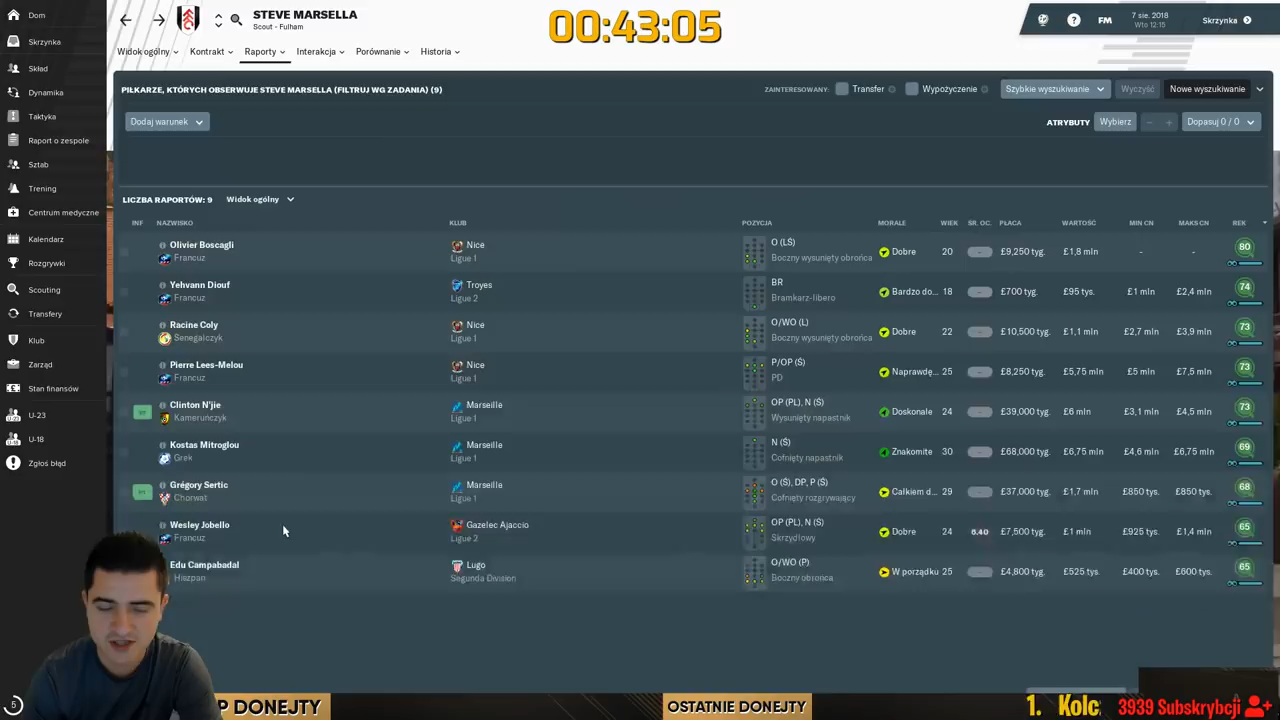 Dom
Skrzynka
Skład
Dynamika
Taktyka
Raport o zespole
Sztab
Trening
Centrum medyczne
Kalendarz
Rozgrywki
Scouting
Transfery
Klub
Zarząd
Stan finansów
U-23
U-18
Zgłoś błąd
5
STEVE MARSELLA
Scout - Fulham
00:43:05
FM
7 sie. 2018
Wto 12:15
Skrzynka
Widok ogólny
Kontrakt
Raporty
Interakcja
Porównanie
Historia
PIŁKARZE, KTÓRYCH OBSERWUJE STEVE MARSELLA (FILTRUJ WG ZADANIA) (9)
ZAINTERESOWANY: Transfer Wypożyczenie Szybkie wyszukiwanie Wyczyść Nowe wyszukiwanie
Dodaj warunek
ATRYBUTY Wybierz − + Dopasuj 0 / 0
LICZBA RAPORTÓW: 9 Widok ogólny
INF NAZWISKO KLUB POZYCJA MORALE WIEK ŚR. OC. PŁACA WARTOŚĆ MIN CN MAKS CN REK
Olivier Boscagli Nice O (LŚ) Dobre 20 - £9,250 tyg. £1,8 mln - - 80
Francuz Ligue 1 Boczny wysunięty obrońca
Yehvann Diouf Troyes BR Bardzo do... 18 - £700 tyg. £95 tys. £1 mln £2,4 mln 74
Francuz Ligue 2 Bramkarz-libero
Racine Coly Nice O/WO (L) Dobre 22 - £10,500 tyg. £1,1 mln £2,7 mln £3,9 mln 73
Senegalczyk Ligue 1 Boczny wysunięty obrońca
Pierre Lees-Melou Nice P/OP (Ś) Naprawdę... 25 - £8,250 tyg. £5,75 mln £5 mln £7,5 mln 73
Francuz Ligue 1 PD
Clinton N'jie Marseille OP (PL), N (Ś) Doskonale 24 - £39,000 tyg. £6 mln £3,1 mln £4,5 mln 73
Kameruńczyk Ligue 1 Wysunięty napastnik
Kostas Mitroglou Marseille N (Ś) Znakomite 30 - £68,000 tyg. £6,75 mln £4,6 mln £6,75 mln 69
Grek Ligue 1 Cofnięty napastnik
Grégory Sertic Marseille O (Ś), DP, P (Ś) Całkiem d... 29 - £37,000 tyg. £1,7 mln £850 tys. £850 tys. 68
Chorwat Ligue 1 Cofnięty rozgrywający
Wesley Jobello Gazelec Ajaccio OP (PL), N (Ś) Dobre 24 6.40 £7,500 tyg. £1 mln £925 tys. £1,4 mln 65
Francuz Ligue 2 Skrzydłowy
Edu Campabadal Lugo O/WO (P) W porządku 25 - £4,800 tyg. £525 tys. £400 tys. £600 tys. 65
Hiszpan Segunda Division Boczny obrońca
P DONEJTY
OSTATNIE DONEJTY
1. Kolc
3939 Subskrybcji